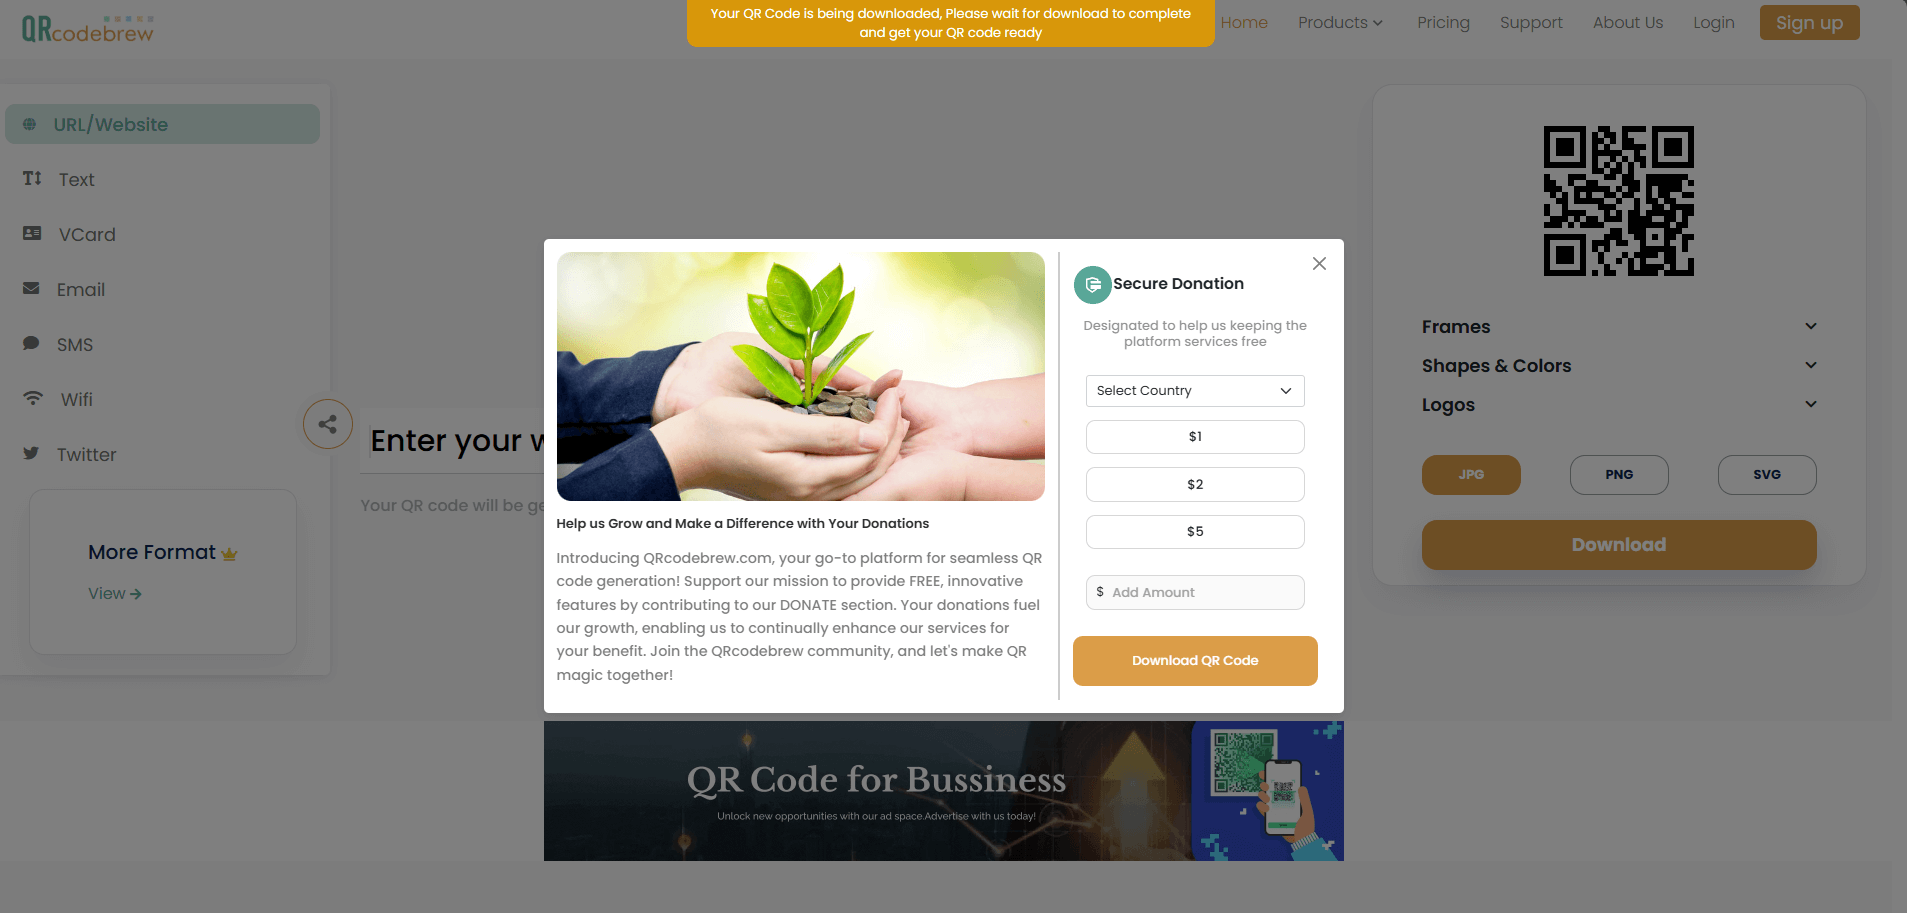 Your QR Code is being downloaded, Please wait for download to complete
and get your QR code ready
QRcodebrew
Home
Products
Pricing
Support
About Us
Login
Sign up
URL/Website
Text
VCard
Email
SMS
Wifi
Twitter
More Format
View
Enter your w
Your QR code will be ge
Help us Grow and Make a Difference with Your Donations
Introducing QRcodebrew.com, your go-to platform for seamless QR
code generation! Support our mission to provide FREE, innovative
features by contributing to our DONATE section. Your donations fuel
our growth, enabling us to continually enhance our services for
your benefit. Join the QRcodebrew community, and let's make QR
magic together!
Secure Donation
Designated to help us keeping the
platform services free
Select Country
$1
$2
$5
$ Add Amount
Download QR Code
Frames
Shapes & Colors
Logos
JPG
PNG
SVG
Download
QR Code for Bussiness
Unlock new opportunities with our ad space.Advertise with us today!